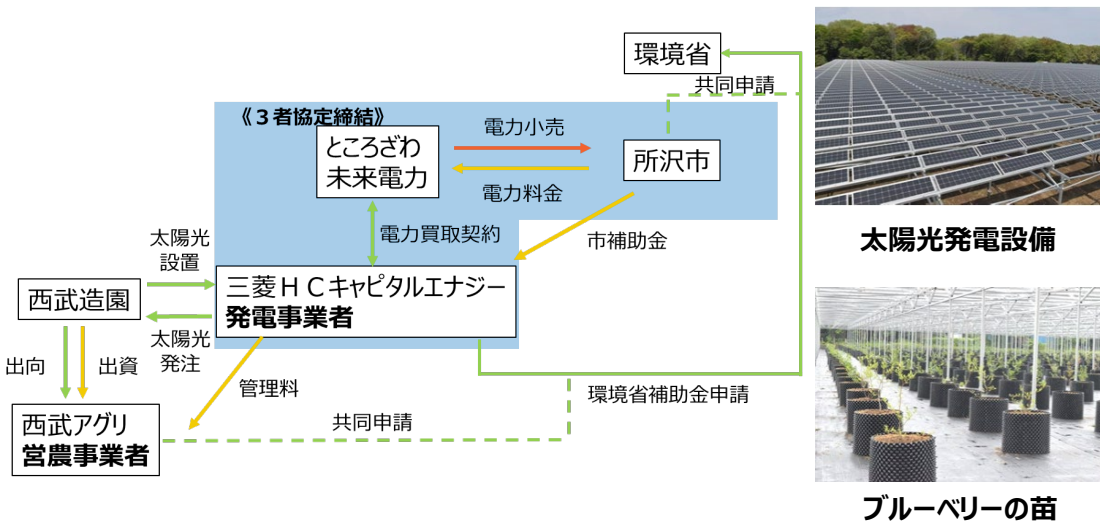 環境省
共同申請
《３者協定締結》
ところざわ
未来電力
電力小売
電力料金
所沢市
太陽光発電設備
電力買取契約
市補助金
太陽光
設置
西武造園
三菱ＨＣキャピタルエナジー
発電事業者
太陽光
発注
出向
出資
管理料
環境省補助金申請
西武アグリ
営農事業者
共同申請
ブルーベリーの苗